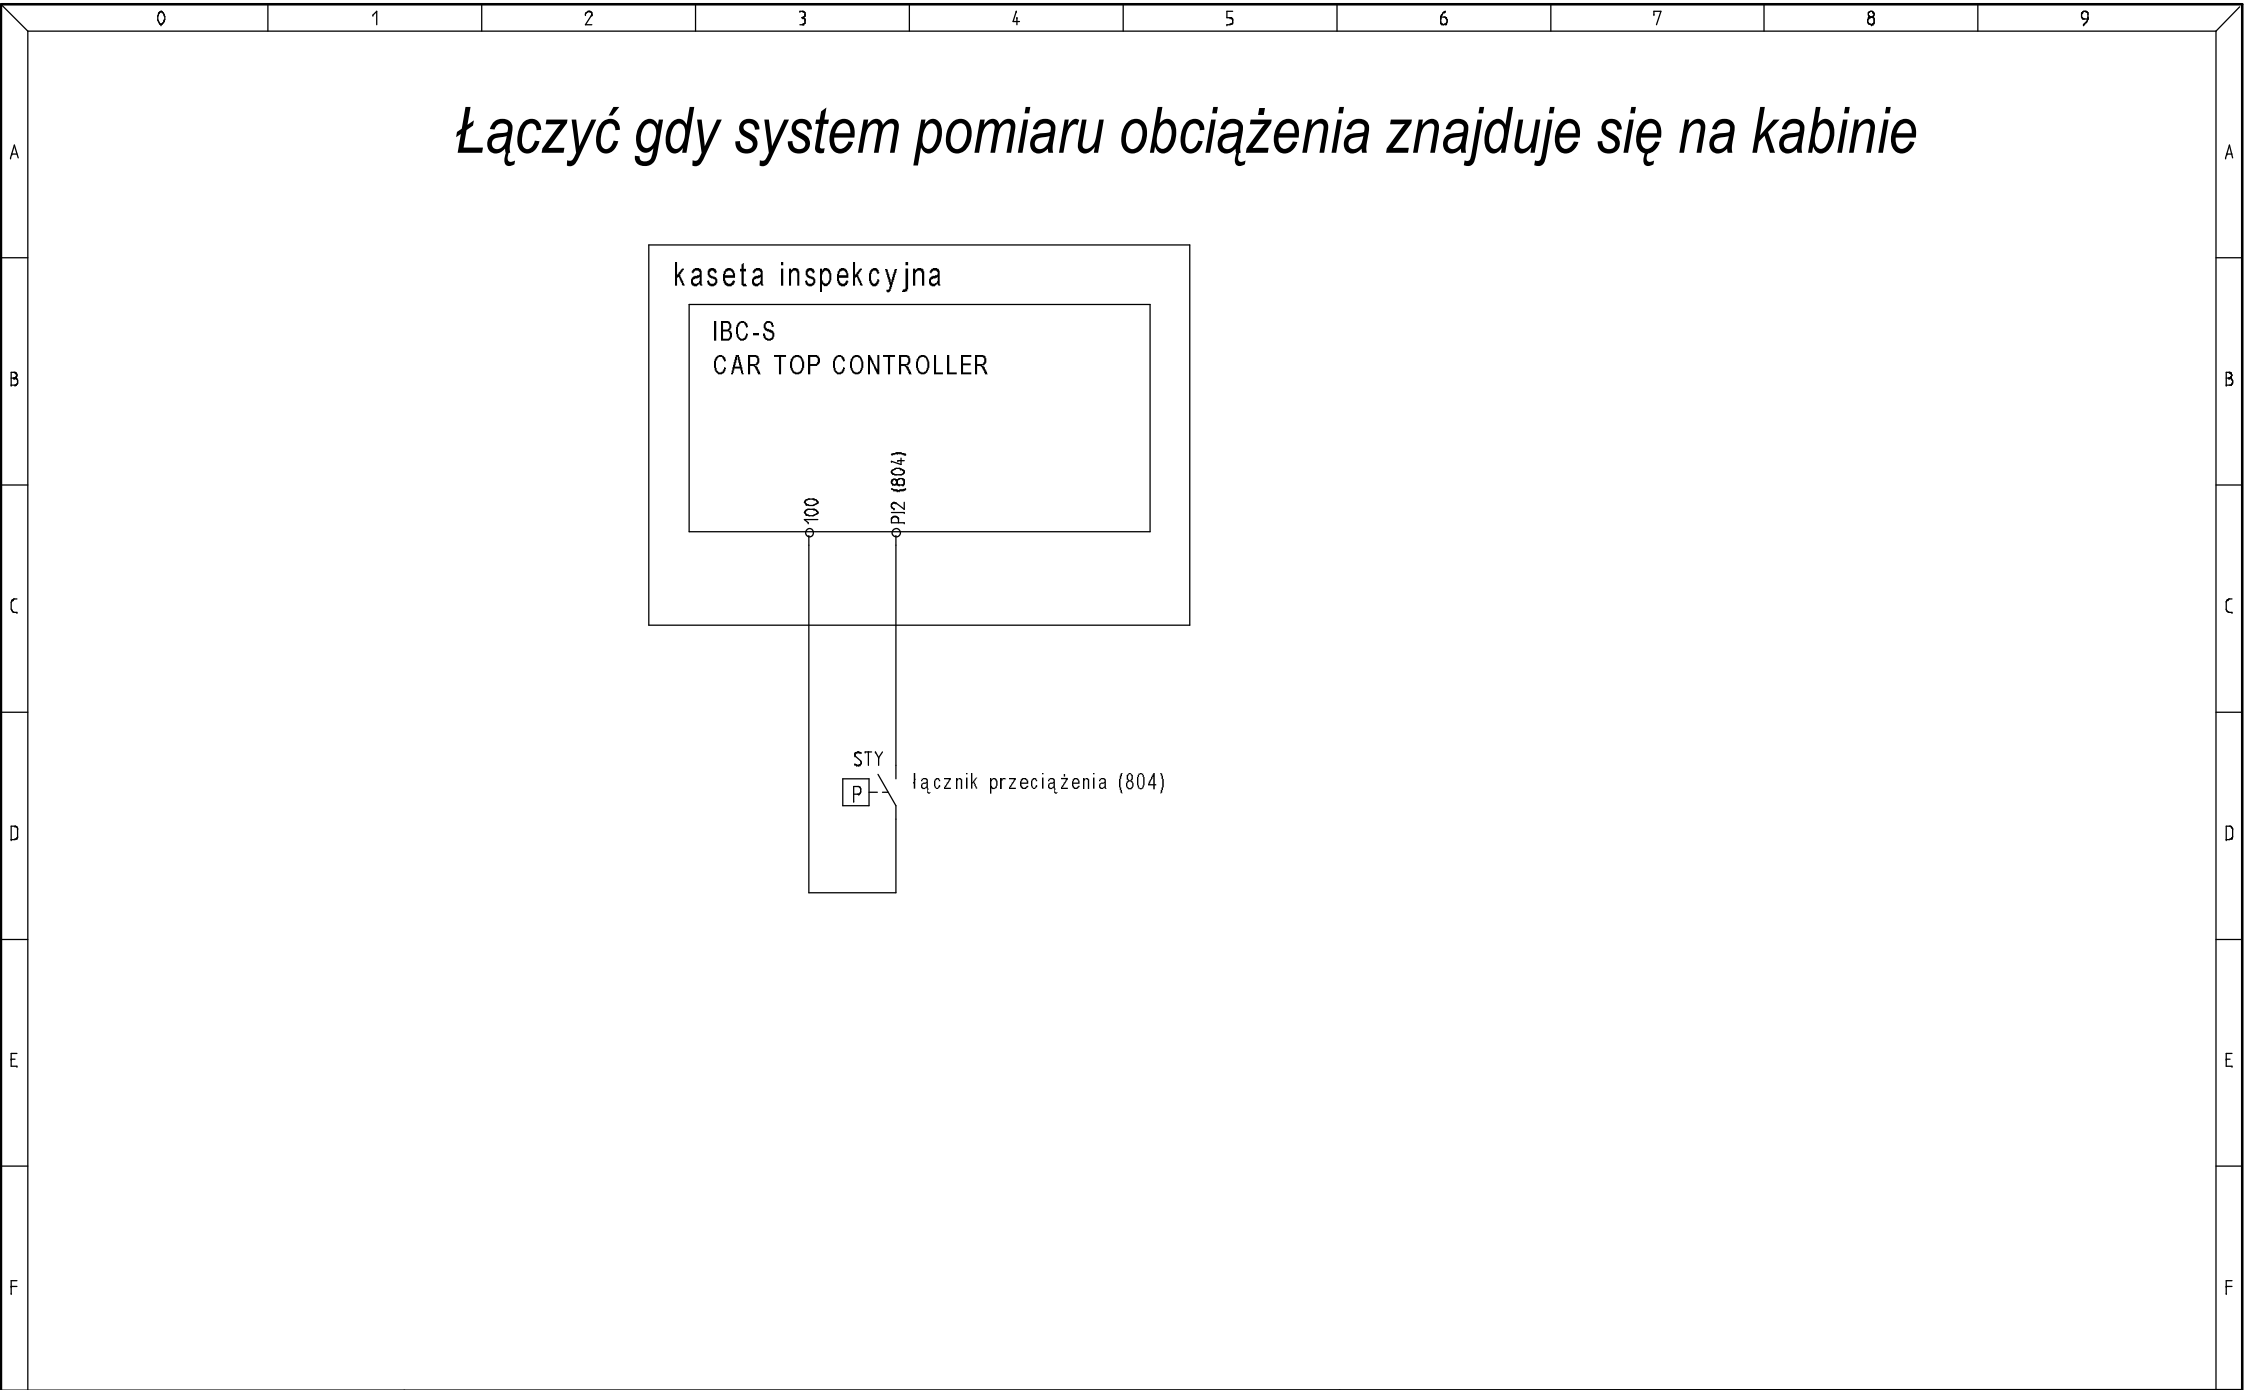 0 1 2 3 4 5 6 7 8 9
Łączyć gdy system pomiaru obciążenia znajduje się na kabinie
A A
kaseta inspekcyjna
IBC-S
CAR TOP CONTROLLER
B B
100
PI2 (804)
C C
STY
P
łącznik przeciążenia (804)
D D
E E
F F